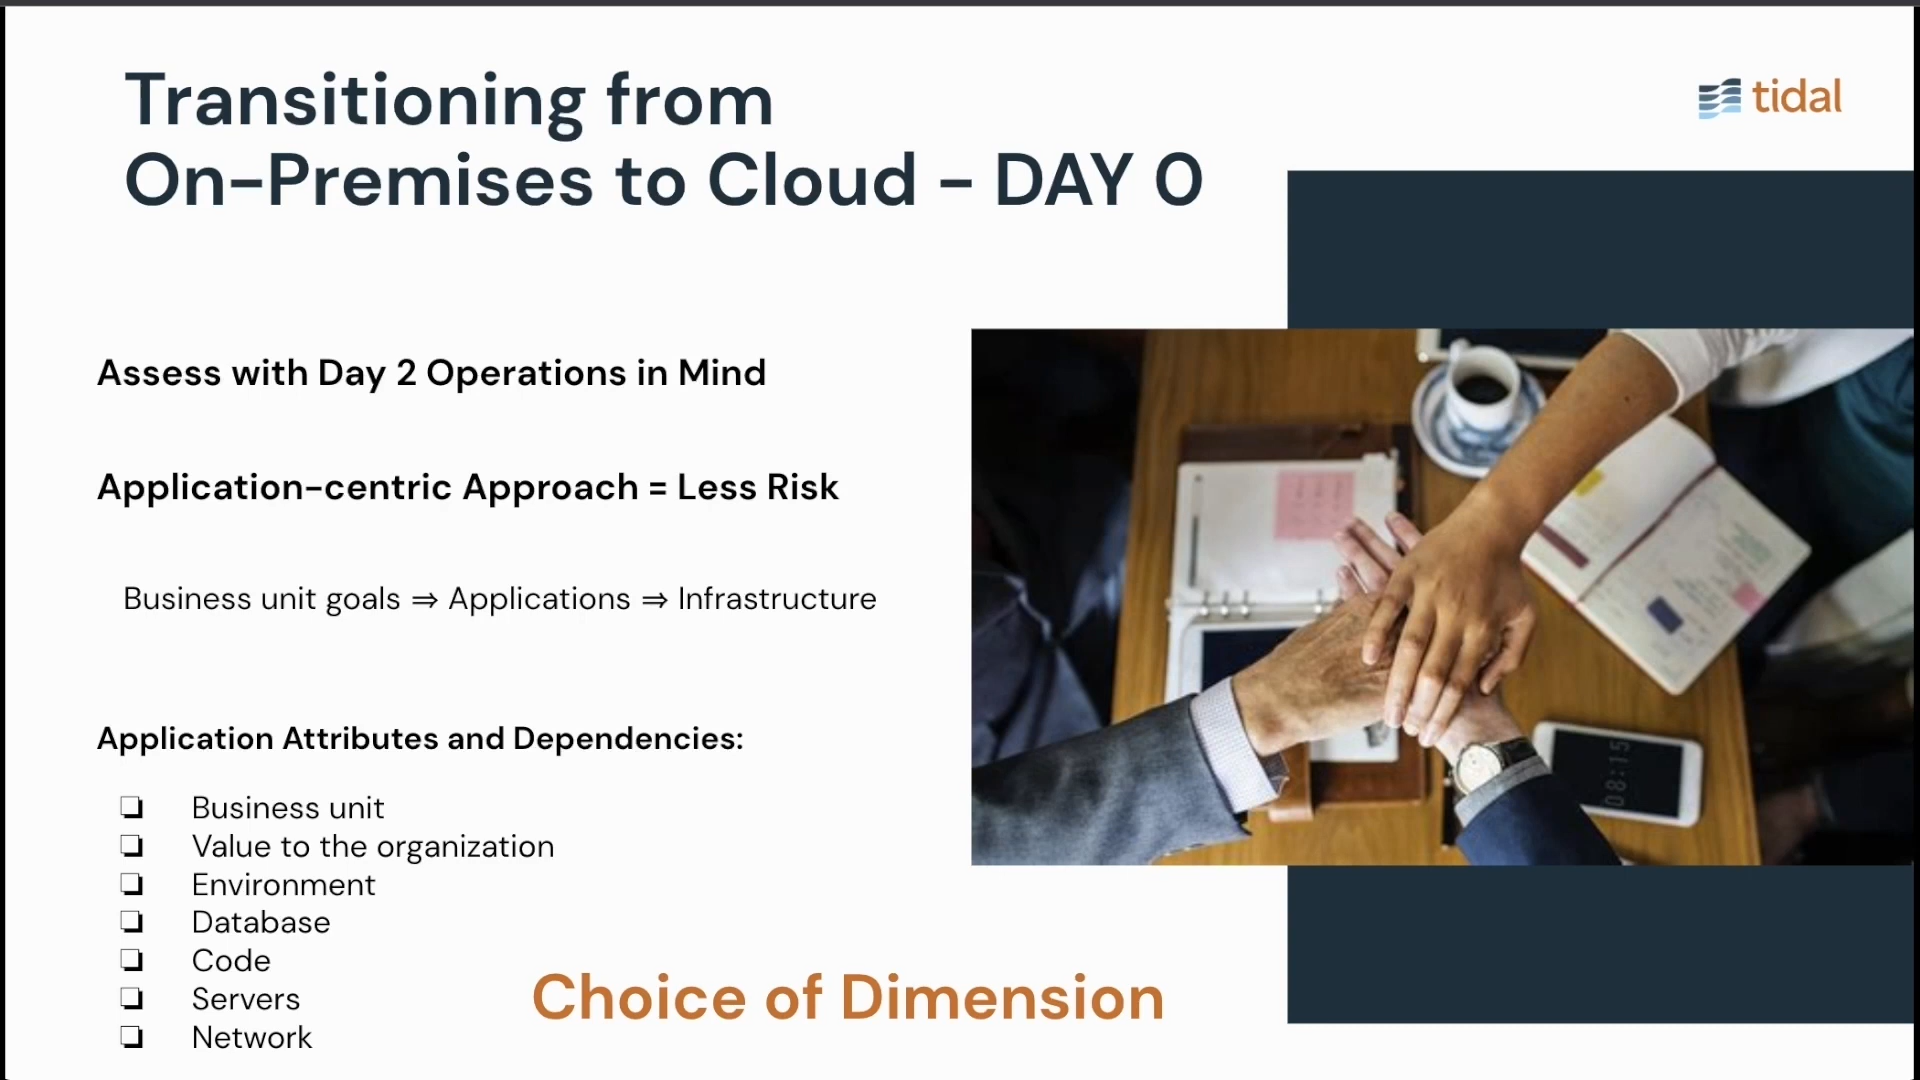 Transitioning from
On-Premises to Cloud - DAY 0
tidal
Assess with Day 2 Operations in Mind
Application-centric Approach = Less Risk
Business unit goals ⇒ Applications ⇒ Infrastructure
Application Attributes and Dependencies:
❏ Business unit
❏ Value to the organization
❏ Environment
❏ Database
❏ Code
❏ Servers
❏ Network
Choice of Dimension
08:15